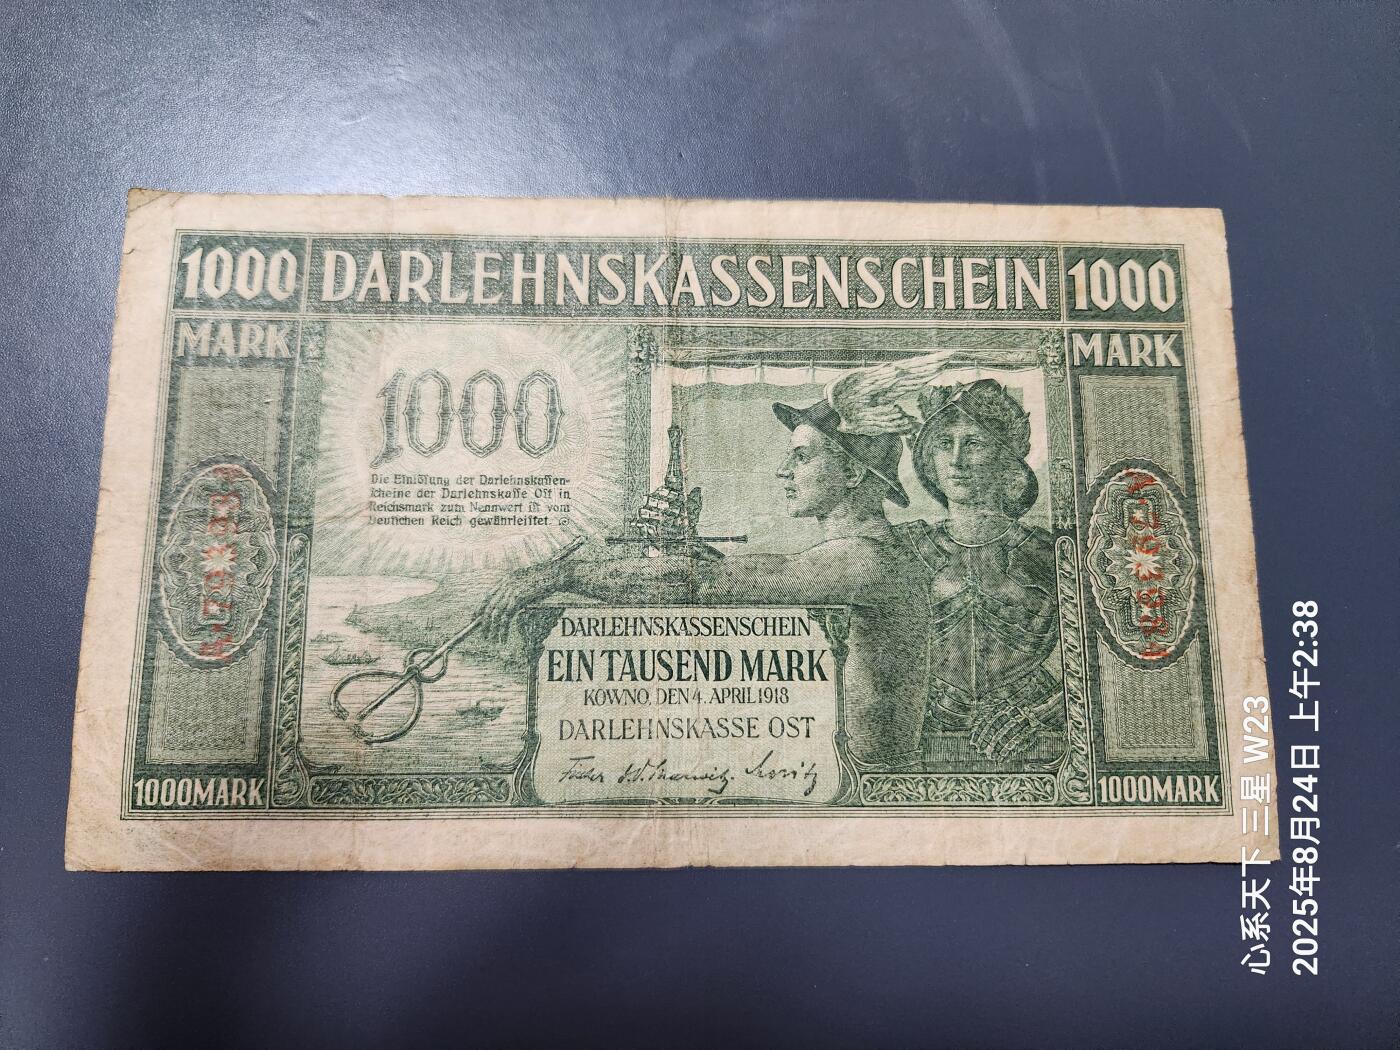 1000 DARLEHNSKASSENSCHEIN 1000
MARK MARK
1000
Die Einlösung der Darlehnskassen-
scheine der Darlehnskasse Ost in
Reichsmark zum Nennwert ist vom
Deutschen Reich gewährleistet.
DARLEHNSKASSENSCHEIN
EIN TAUSEND MARK
KOWNO, DEN 4. APRIL 1918
DARLEHNSKASSE OST
1000MARK 1000MARK
心系天下 三星 W23
2025年8月24日 上午2:38